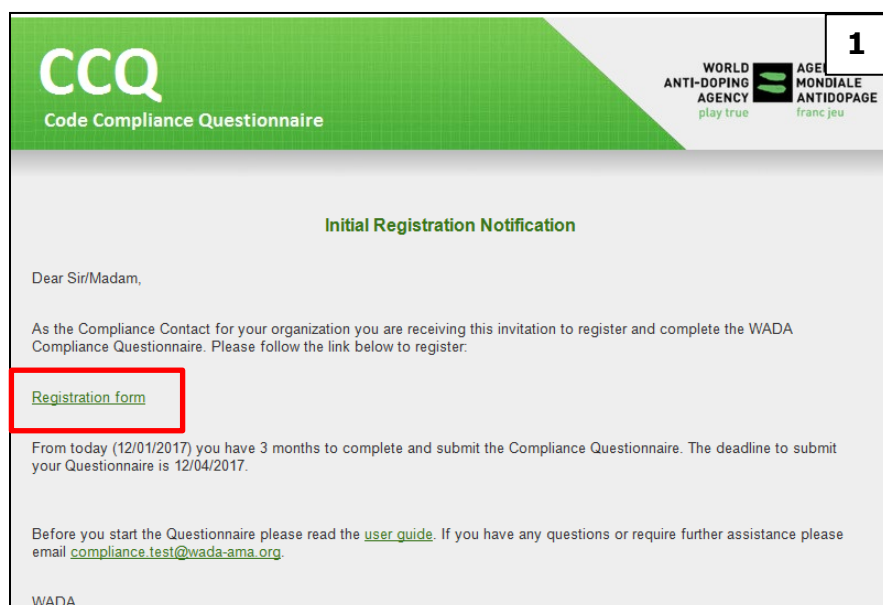 CCQ
Code Compliance Questionnaire
1
WORLD
ANTI-DOPING
AGENCY
play true
MONDIALE
ANTIDOPAGE
franc jeu
Initial Registration Notification
Dear Sir/Madam,
As the Compliance Contact for your organization you are receiving this invitation to register and complete the WADA
Compliance Questionnaire. Please follow the link below to register:
Registration form
From today (12/01/2017) you have 3 months to complete and submit the Compliance Questionnaire. The deadline to submit
your Questionnaire is 12/04/2017.
Before you start the Questionnaire please read the user guide. If you have any questions or require further assistance please
email compliance.test@wada-ama.org.
WADA